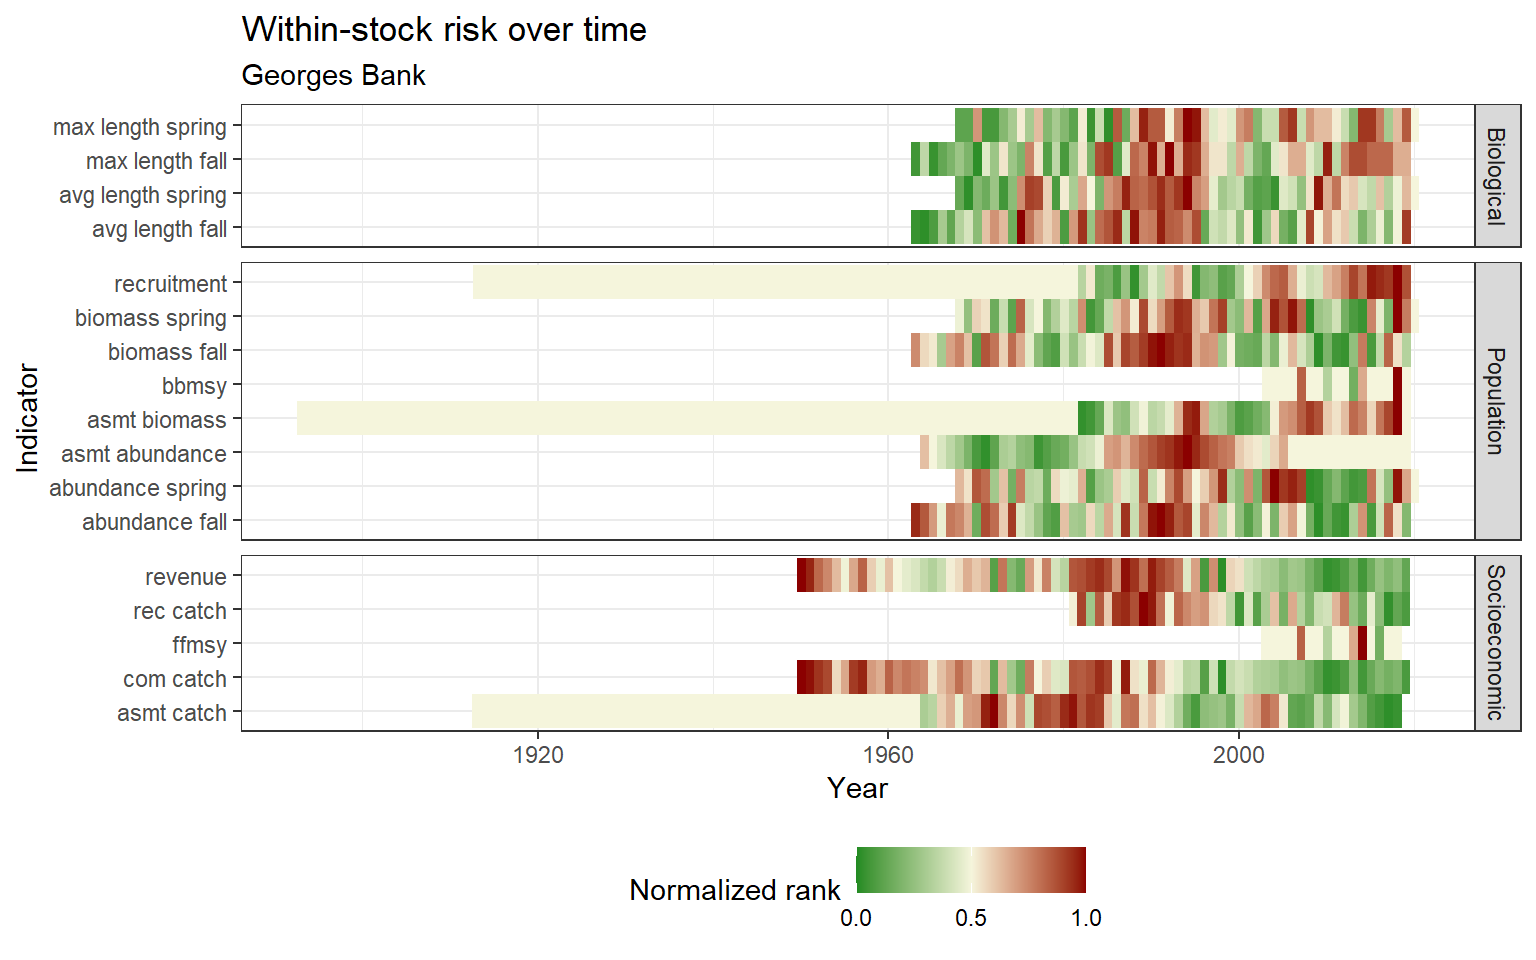 Within-stock risk over time
Georges Bank
max length spring
max length fall
avg length spring
avg length fall
Biological
recruitment
biomass spring
biomass fall
bbmsy
asmt biomass
asmt abundance
abundance spring
abundance fall
Population
revenue
rec catch
ffmsy
com catch
asmt catch
Socioeconomic
Indicator
1920 1960 2000
Year
Normalized rank
0.0 0.5 1.0